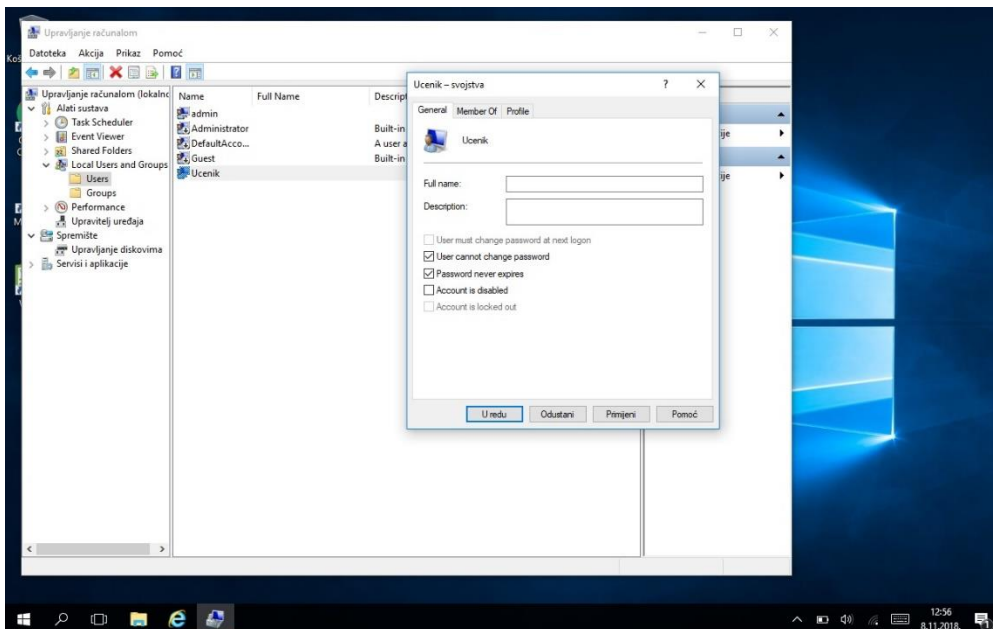 Upravljanje računalom
Datoteka Akcija Prikaz Pomoć
Upravljanje računalom (lokalno
Alati sustava
Task Scheduler
Event Viewer
Shared Folders
Local Users and Groups
Users
Groups
Performance
Upravitelj uređaja
Spremište
Upravljanje diskovima
Servisi i aplikacije
Name Full Name Descript
admin
Administrator Built-in
DefaultAcco... A user a
Guest Built-in
Ucenik
Ucenik – svojstva
General Member Of Profile
Ucenik
Full name:
Description:
User must change password at next logon
User cannot change password
Password never expires
Account is disabled
Account is locked out
U redu Odustani Primijeni Pomoć
12:56
8.11.2018.